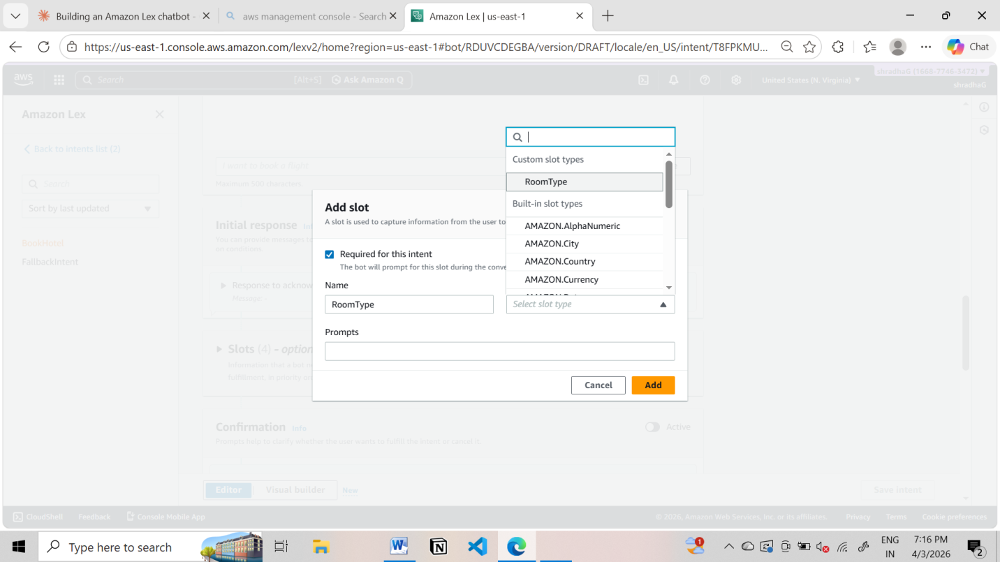 Building an Amazon Lex chatbot -
aws management console - Search
Amazon Lex | us-east-1
https://us-east-1.console.aws.amazon.com/lexv2/home?region=us-east-1#bot/RDUVCDEGBA/version/DRAFT/locale/en_US/intent/T8FPKMU...
Chat
aws
Search
[Alt+S]
Ask Amazon Q
United States (N. Virginia)
shradhaG (1668-7746-3472)
shradhaG
Amazon Lex
Back to intents list (2)
Search
Sort by last updated
BookHotel
FallbackIntent
I want to book a flight
Maximum 500 characters.
Initial response
You can provide messages to
on conditions.
Response to acknow
Message: -
Slots (4) - option
Information that a bot
fulfillment, in priority
Confirmation Info
Active
Prompts help to clarify whether the user wants to fulfill the intent or cancel it.
Add slot
A slot is used to capture information from the user to
Required for this intent
The bot will prompt for this slot during the conve
Name
RoomType
Custom slot types
RoomType
Built-in slot types
AMAZON.AlphaNumeric
AMAZON.City
AMAZON.Country
AMAZON.Currency
Select slot type
Prompts
Cancel
Add
Editor
Visual builder
New
Save intent
CloudShell
Feedback
Console Mobile App
© 2026, Amazon Web Services, Inc. or its affiliates.
Privacy
Terms
Cookie preferences
Type here to search
1
ENG
IN
7:16 PM
4/3/2026
2